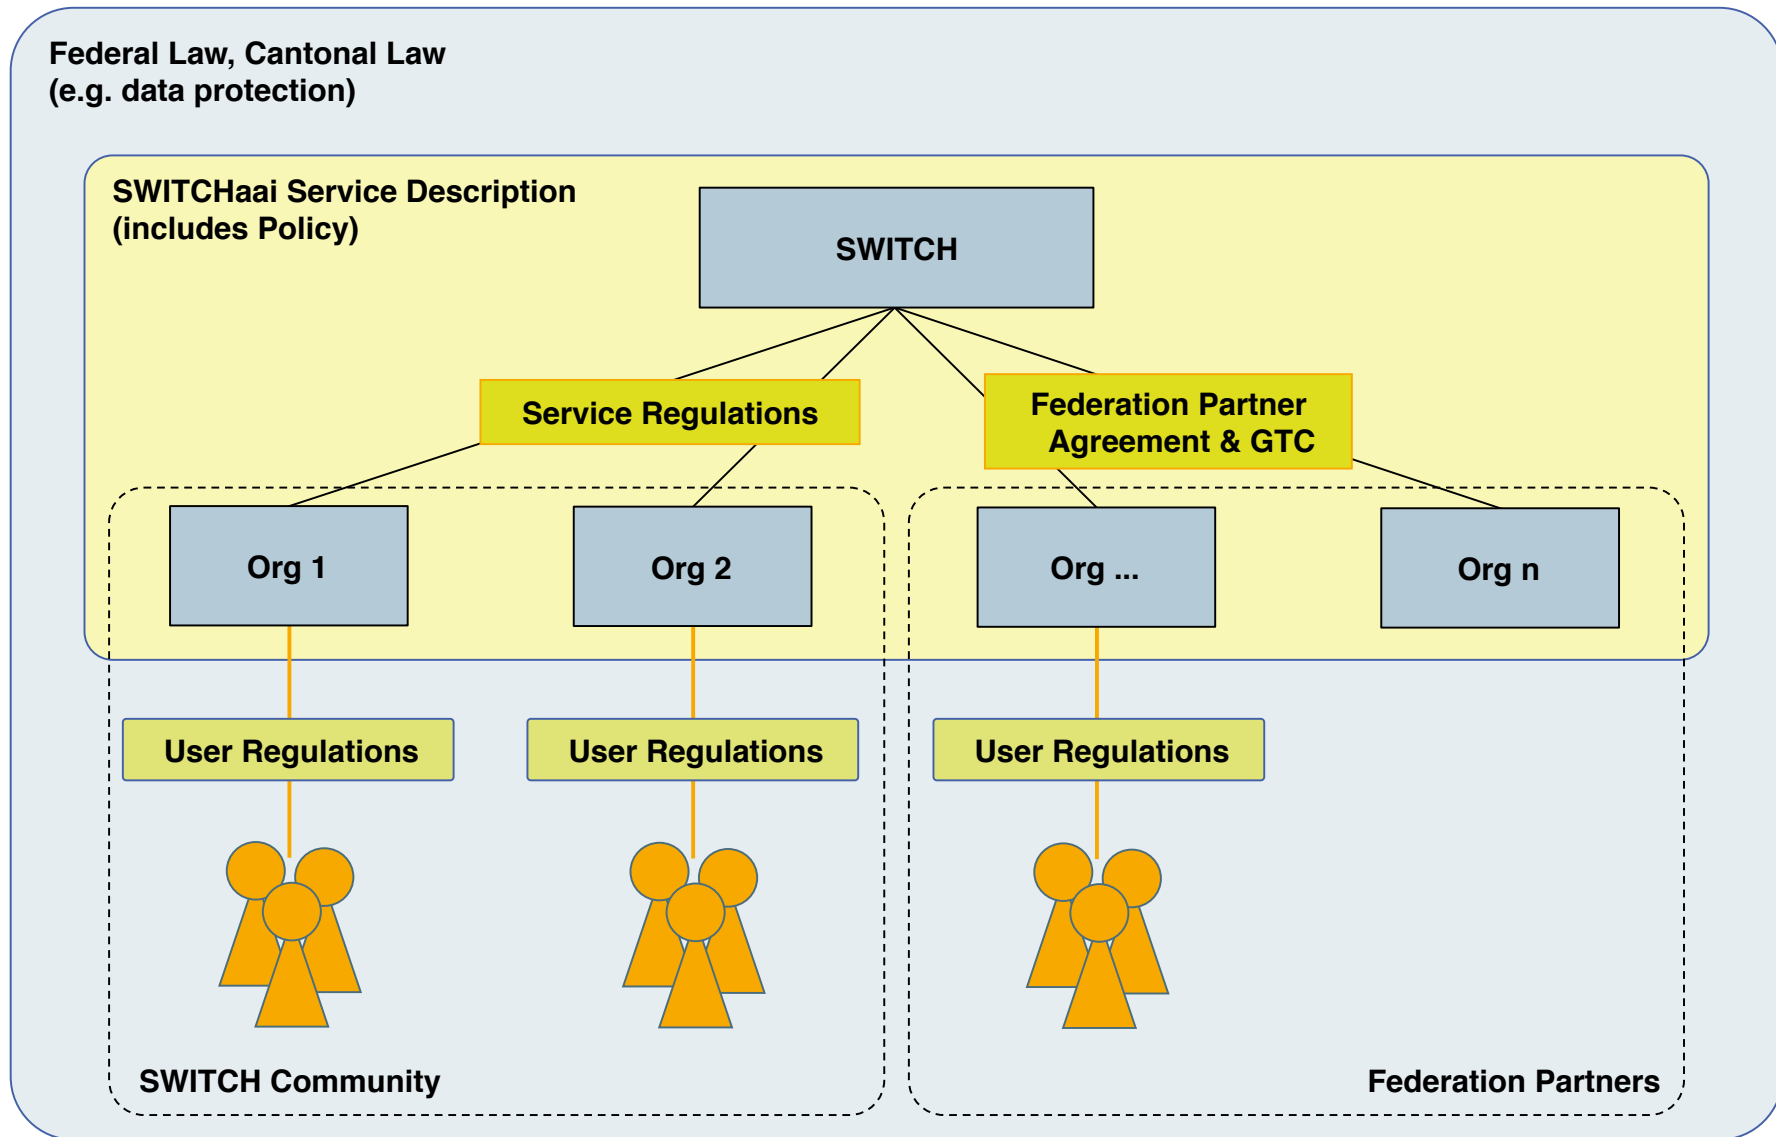 Federal Law, Cantonal Law
(e.g. data protection)
SWITCHaai Service Description
(includes Policy)
SWITCH
Service Regulations
Federation Partner
Agreement & GTC
Org 1
Org 2
Org ...
Org n
User Regulations
User Regulations
User Regulations
SWITCH Community
Federation Partners